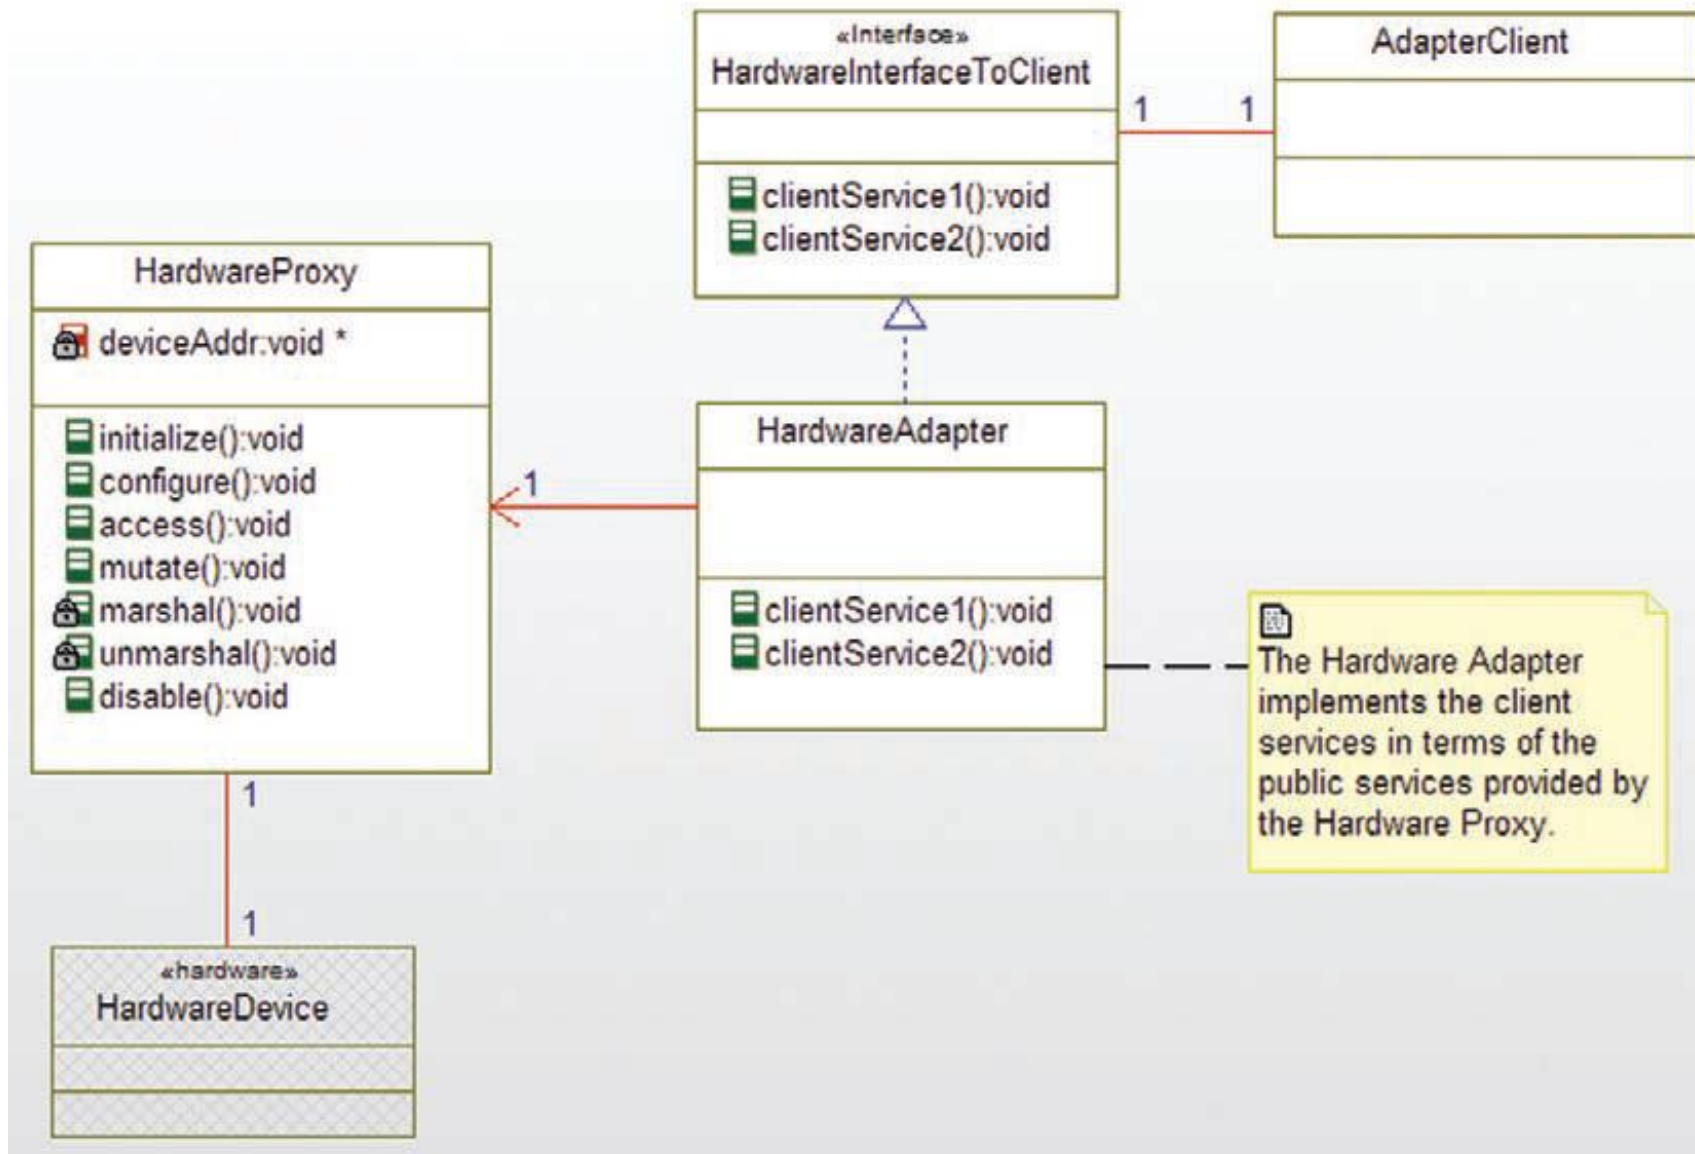 «Interface»
HardwareInterfaceToClient
clientService1():void
clientService2():void
AdapterClient
1
1
HardwareProxy
deviceAddr:void *
initialize():void
configure():void
access():void
mutate():void
marshal():void
unmarshal():void
disable():void
1
HardwareAdapter
clientService1():void
clientService2():void
The Hardware Adapter
implements the client
services in terms of the
public services provided by
the Hardware Proxy.
1
1
«hardware»
HardwareDevice